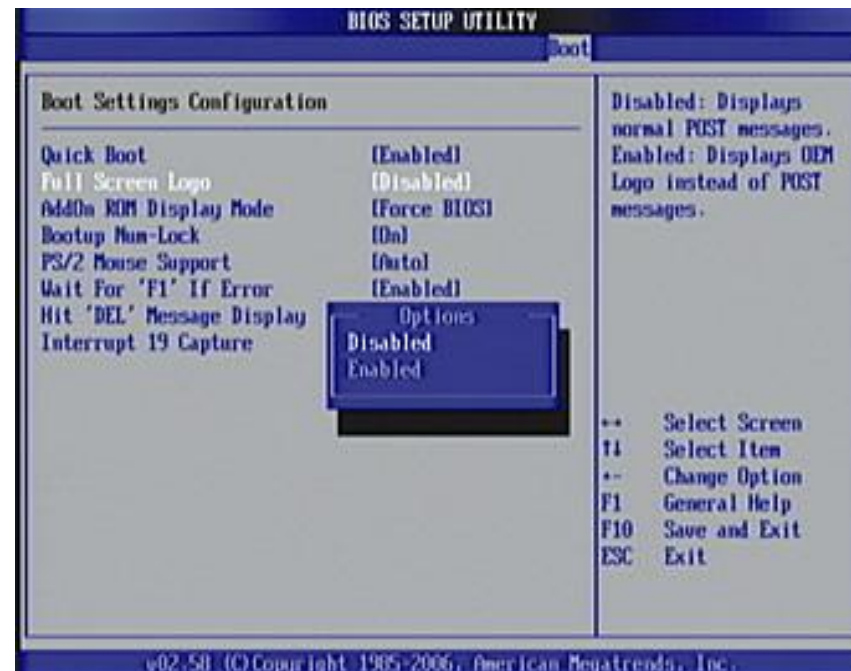 BIOS SETUP UTILITY
Boot
Boot Settings Configuration
Quick Boot [Enabled]
Full Screen Logo [Disabled]
AddOn ROM Display Mode [Force BIOS]
Bootup Num-Lock [On]
PS/2 Mouse Support [Auto]
Wait For 'F1' If Error [Enabled]
Hit 'DEL' Message Display
Interrupt 19 Capture
Options
Disabled
Enabled
Disabled: Displays
normal POST messages.
Enabled: Displays OEM
Logo instead of POST
messages.
←→ Select Screen
↑↓ Select Item
+- Change Option
F1 General Help
F10 Save and Exit
ESC Exit
v02.58 (C)Copyright 1985-2006, American Megatrends, Inc.